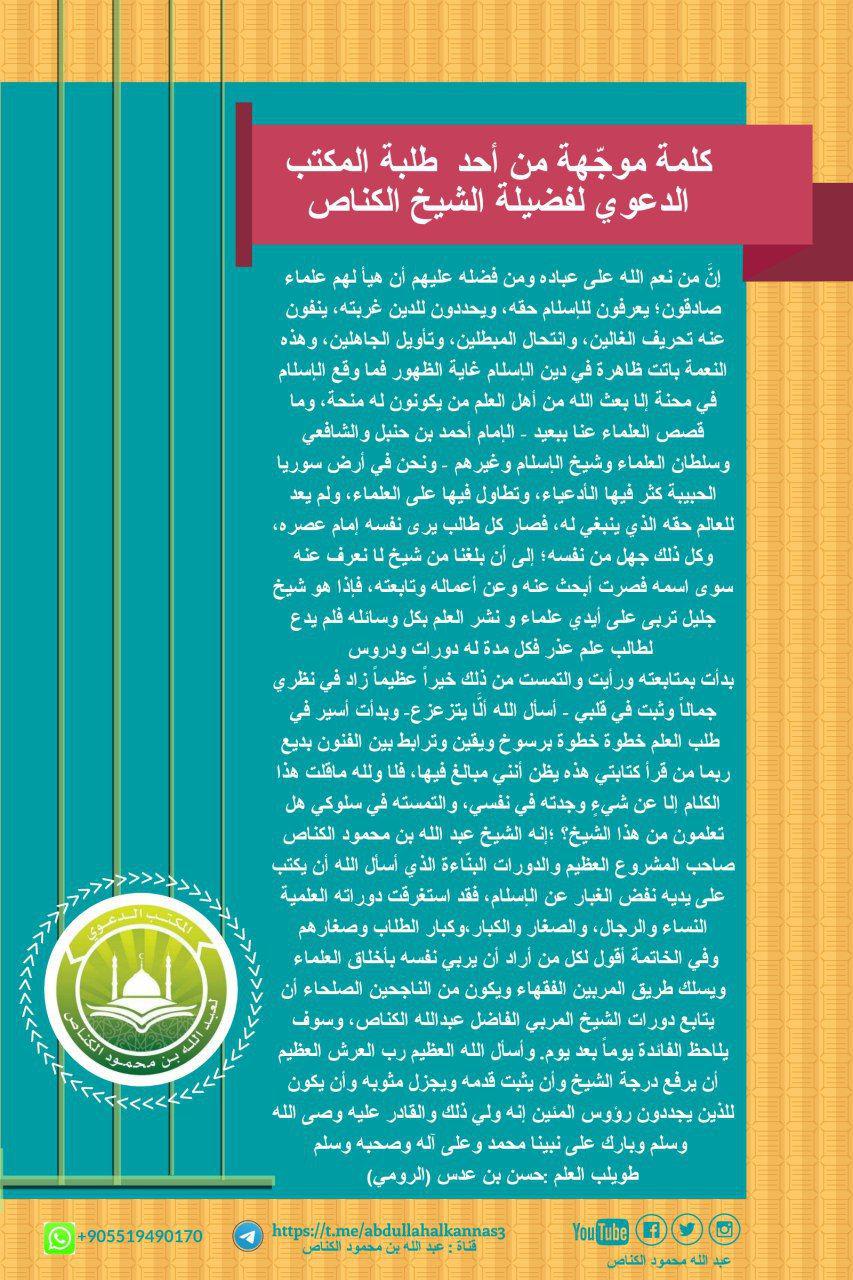 كلمة موجّهة من أحد طلبة المكتب
الدعوي لفضيلة الشيخ الكناص
إنَّ من نعم الله على عباده ومن فضله عليهم أن هيأ لهم علماء
صادقون؛ يعرفون للإسلام حقه، ويحددون للدين غربته، ينفون
عنه تحريف الغالين، وانتحال المبطلين، وتأويل الجاهلين، وهذه
النعمة باتت ظاهرة في دين الإسلام غاية الظهور فما وقع الإسلام
في محنة إلا بعث الله من أهل العلم من يكونون له منحة، وما
قصص العلماء عنا ببعيد - الإمام أحمد بن حنبل والشافعي
وسلطان العلماء وشيخ الإسلام وغيرهم - ونحن في أرض سوريا
الحبيبة كثر فيها الأدعياء، وتطاول فيها على العلماء، ولم يعد
للعالم حقه الذي ينبغي له، فصار كل طالب يرى نفسه إمام عصره،
وكل ذلك جهل من نفسه؛ إلى أن بلغنا من شيخ لا نعرف عنه
سوى اسمه فصرت أبحث عنه وعن أعماله وتابعته، فإذا هو شيخ
جليل تربى على أيدي علماء و نشر العلم بكل وسائله فلم يدع
لطالب علم عذر فكل مدة له دورات ودروس
بدأت بمتابعته ورأيت والتمست من ذلك خيراً عظيماً زاد في نظري
جمالاً وثبت في قلبي - أسأل الله ألَّا يتزعزع- وبدأت أسير في
طلب العلم خطوة خطوة برسوخ ويقين وترابط بين الفنون بديع
ربما من قرأ كتابتي هذه يظن أنني مبالغ فيها، فلا ولله ماقلت هذا
الكلام إلا عن شيءٍ وجدته في نفسي، والتمسته في سلوكي هل
تعلمون من هذا الشيخ؟ ؛إنه الشيخ عبد الله بن محمود الكناص
صاحب المشروع العظيم والدورات البنّاءة الذي أسأل الله أن يكتب
على يديه نفض الغبار عن الإسلام، فقد استغرقت دوراته العلمية
النساء والرجال، والصغار والكبار،وكبار الطلاب وصغارهم
وفي الخاتمة أقول لكل من أراد أن يربي نفسه بأخلاق العلماء
ويسلك طريق المربين الفقهاء ويكون من الناجحين الصلحاء أن
يتابع دورات الشيخ المربي الفاضل عبدالله الكناص، وسوف
يلاحظ الفائدة يوماً بعد يوم. وأسأل الله العظيم رب العرش العظيم
أن يرفع درجة الشيخ وأن يثبت قدمه ويجزل مثوبه وأن يكون
للذين يجددون رؤوس المئين إنه ولي ذلك والقادر عليه وصى الله
وسلم وبارك على نبينا محمد وعلى آله وصحبه وسلم
طويلب العلم :حسن بن عدس (الرومي)
المكتب الدعوي
لعبد الله بن محمود الكناص
+905519490170
https://t.me/abdullahalkannas3
قناة : عبد الله بن محمود الكناص
YouTube
عبد الله محمود الكناص